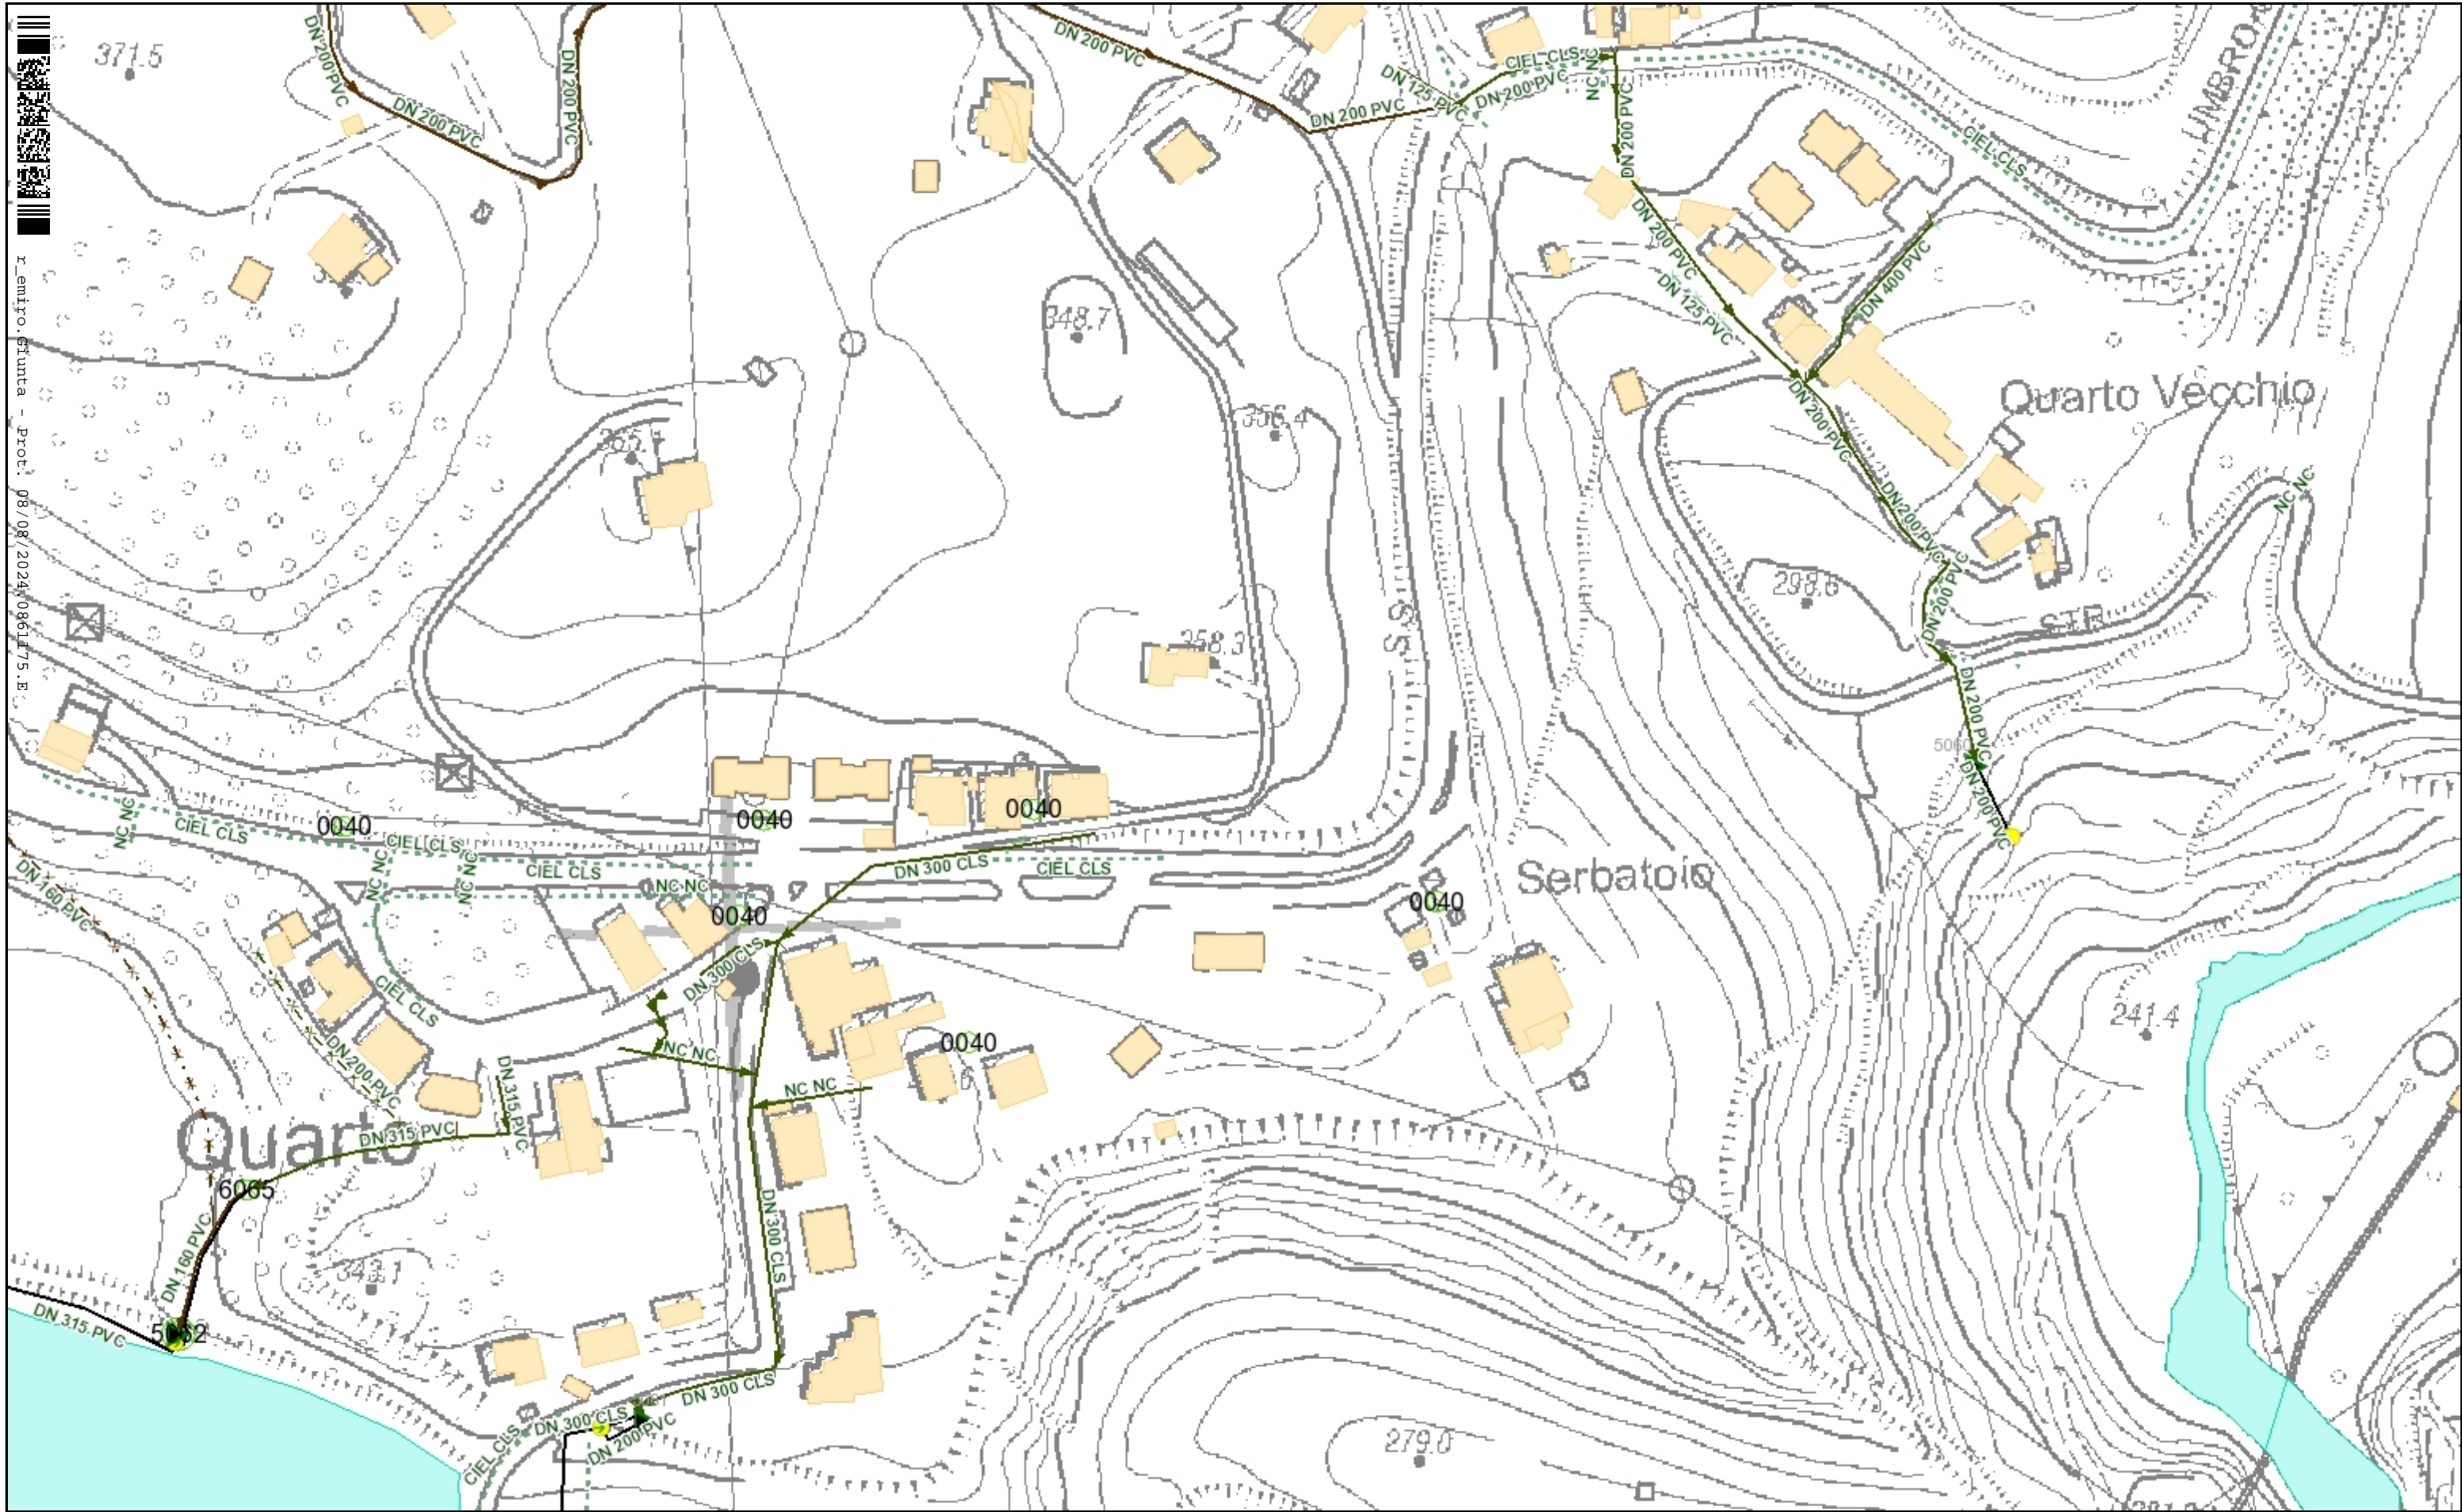 r_emiro.Giunta - Prot. 08/08/2024.0861175.E
371.5
DN 200 PVC
DN 200 PVC
DN 200 PVC
DN 200 PVC
DN 200 PVC
DN 125 PVC
DN 200 PVC
CIEL CLS
NC NC
DN 200 PVC
CIEL CLS
DN 200 PVC
DN 125 PVC
DN 400 PVC
348.7
356.4
Quarto Vecchio
DN 200 PVC
DN 200 PVC
NC NC
DN 200 PVC
298.6
STR
S S
358.3
DN 200 PVC
5060
DN 200 PVC
NC NC
CIEL CLS
0040
CIEL CLS
0040
0040
NC NC
NC NC
CIEL CLS
NC NC
DN 300 CLS
CIEL CLS
0040
Serbatoio
0040
DN 160 PVC
DN 300 CLS
CIEL CLS
DN 200 PVC
NC NC
0040
NC NC
241.4
DN 315 PVC
DN 315 PVC
Quarto
6065
DN 160 PVC
DN 300 CLS
343.1
DN 315 PVC
DN 300 CLS
DN 300 CLS
DN 200 PVC
CIEL CLS
279.0